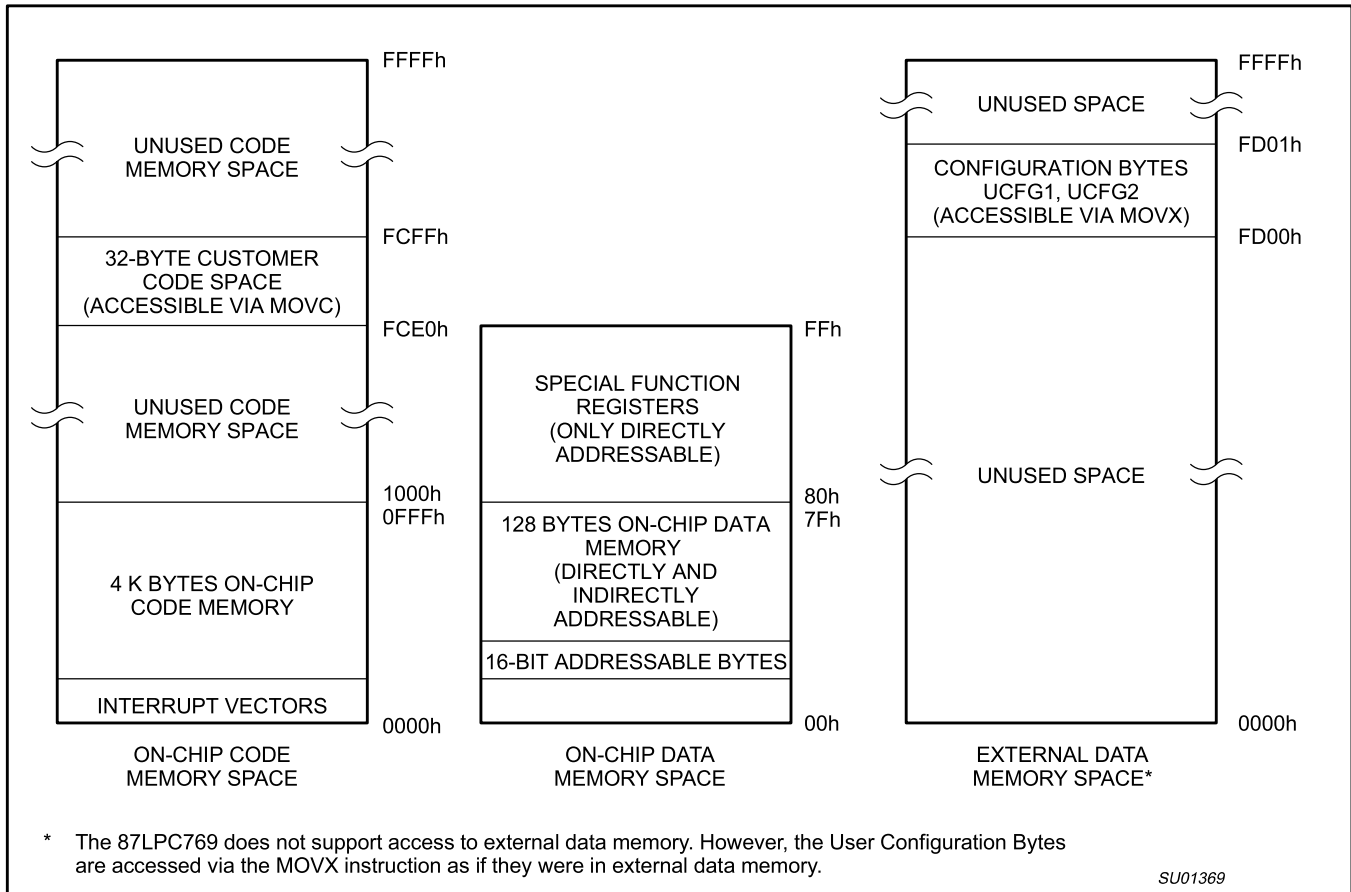 FFFFh
UNUSED CODE
MEMORY SPACE
FCFFh
32-BYTE CUSTOMER
CODE SPACE
(ACCESSIBLE VIA MOVC)
FCE0h
UNUSED CODE
MEMORY SPACE
1000h
0FFFh
4 K BYTES ON-CHIP
CODE MEMORY
INTERRUPT VECTORS
0000h
ON-CHIP CODE
MEMORY SPACE
FFh
SPECIAL FUNCTION
REGISTERS
(ONLY DIRECTLY
ADDRESSABLE)
80h
7Fh
128 BYTES ON-CHIP DATA
MEMORY
(DIRECTLY AND
INDIRECTLY
ADDRESSABLE)
16-BIT ADDRESSABLE BYTES
00h
ON-CHIP DATA
MEMORY SPACE
FFFFh
UNUSED SPACE
FD01h
CONFIGURATION BYTES
UCFG1, UCFG2
(ACCESSIBLE VIA MOVX)
FD00h
UNUSED SPACE
0000h
EXTERNAL DATA
MEMORY SPACE*
* The 87LPC769 does not support access to external data memory. However, the User Configuration Bytes
are accessed via the MOVX instruction as if they were in external data memory.
SU01369